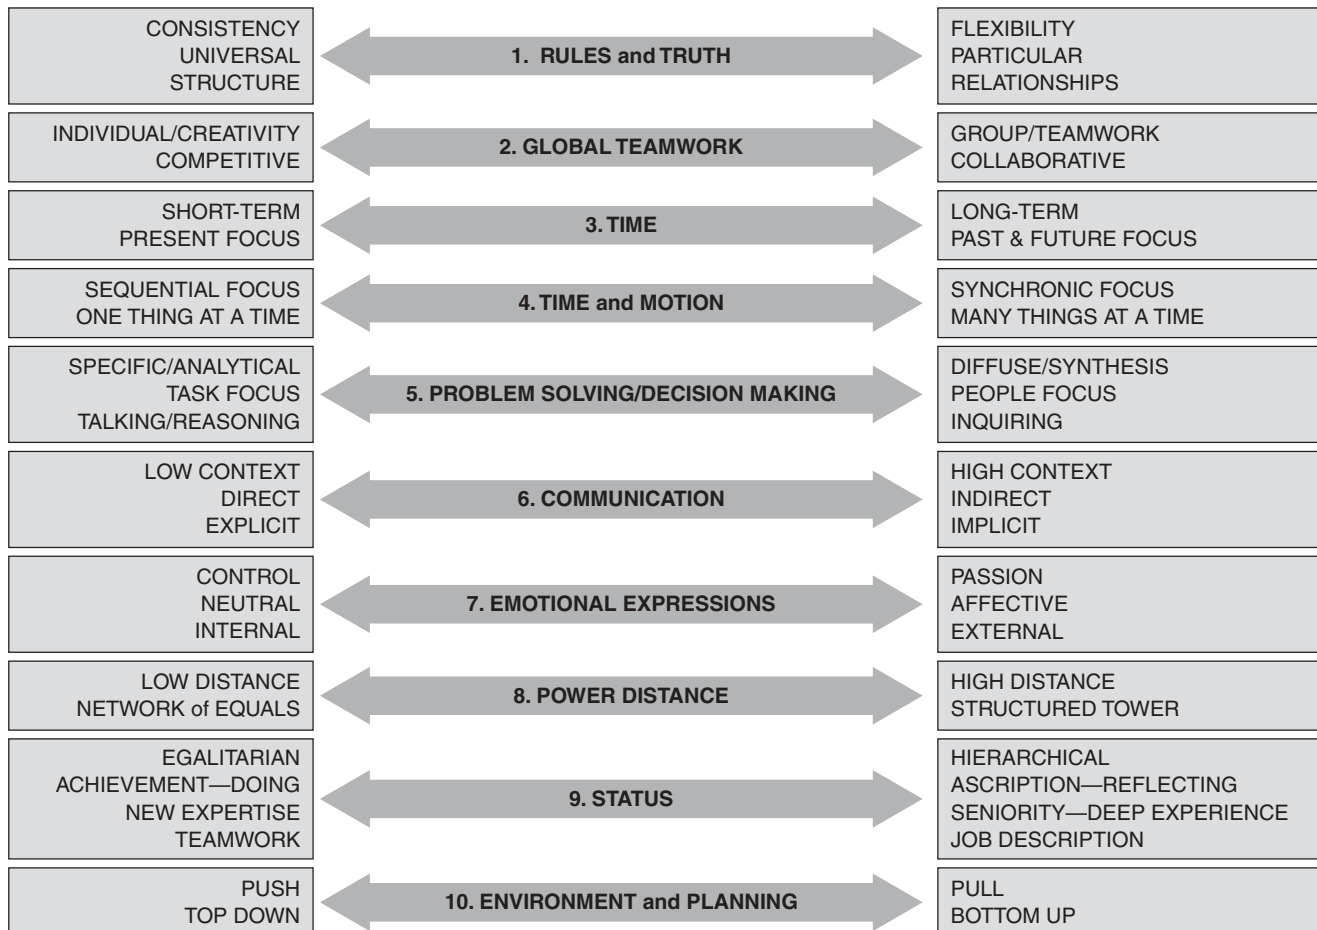 CONSISTENCY
UNIVERSAL
STRUCTURE
1. RULES and TRUTH
FLEXIBILITY
PARTICULAR
RELATIONSHIPS
INDIVIDUAL/CREATIVITY
COMPETITIVE
2. GLOBAL TEAMWORK
GROUP/TEAMWORK
COLLABORATIVE
SHORT-TERM
PRESENT FOCUS
3. TIME
LONG-TERM
PAST & FUTURE FOCUS
SEQUENTIAL FOCUS
ONE THING AT A TIME
4. TIME and MOTION
SYNCHRONIC FOCUS
MANY THINGS AT A TIME
SPECIFIC/ANALYTICAL
TASK FOCUS
TALKING/REASONING
5. PROBLEM SOLVING/DECISION MAKING
DIFFUSE/SYNTHESIS
PEOPLE FOCUS
INQUIRING
LOW CONTEXT
DIRECT
EXPLICIT
6. COMMUNICATION
HIGH CONTEXT
INDIRECT
IMPLICIT
CONTROL
NEUTRAL
INTERNAL
7. EMOTIONAL EXPRESSIONS
PASSION
AFFECTIVE
EXTERNAL
LOW DISTANCE
NETWORK of EQUALS
8. POWER DISTANCE
HIGH DISTANCE
STRUCTURED TOWER
EGALITARIAN
ACHIEVEMENT—DOING
NEW EXPERTISE
TEAMWORK
9. STATUS
HIERARCHICAL
ASCRIPTION—REFLECTING
SENIORITY—DEEP EXPERIENCE
JOB DESCRIPTION
PUSH
TOP DOWN
10. ENVIRONMENT and PLANNING
PULL
BOTTOM UP